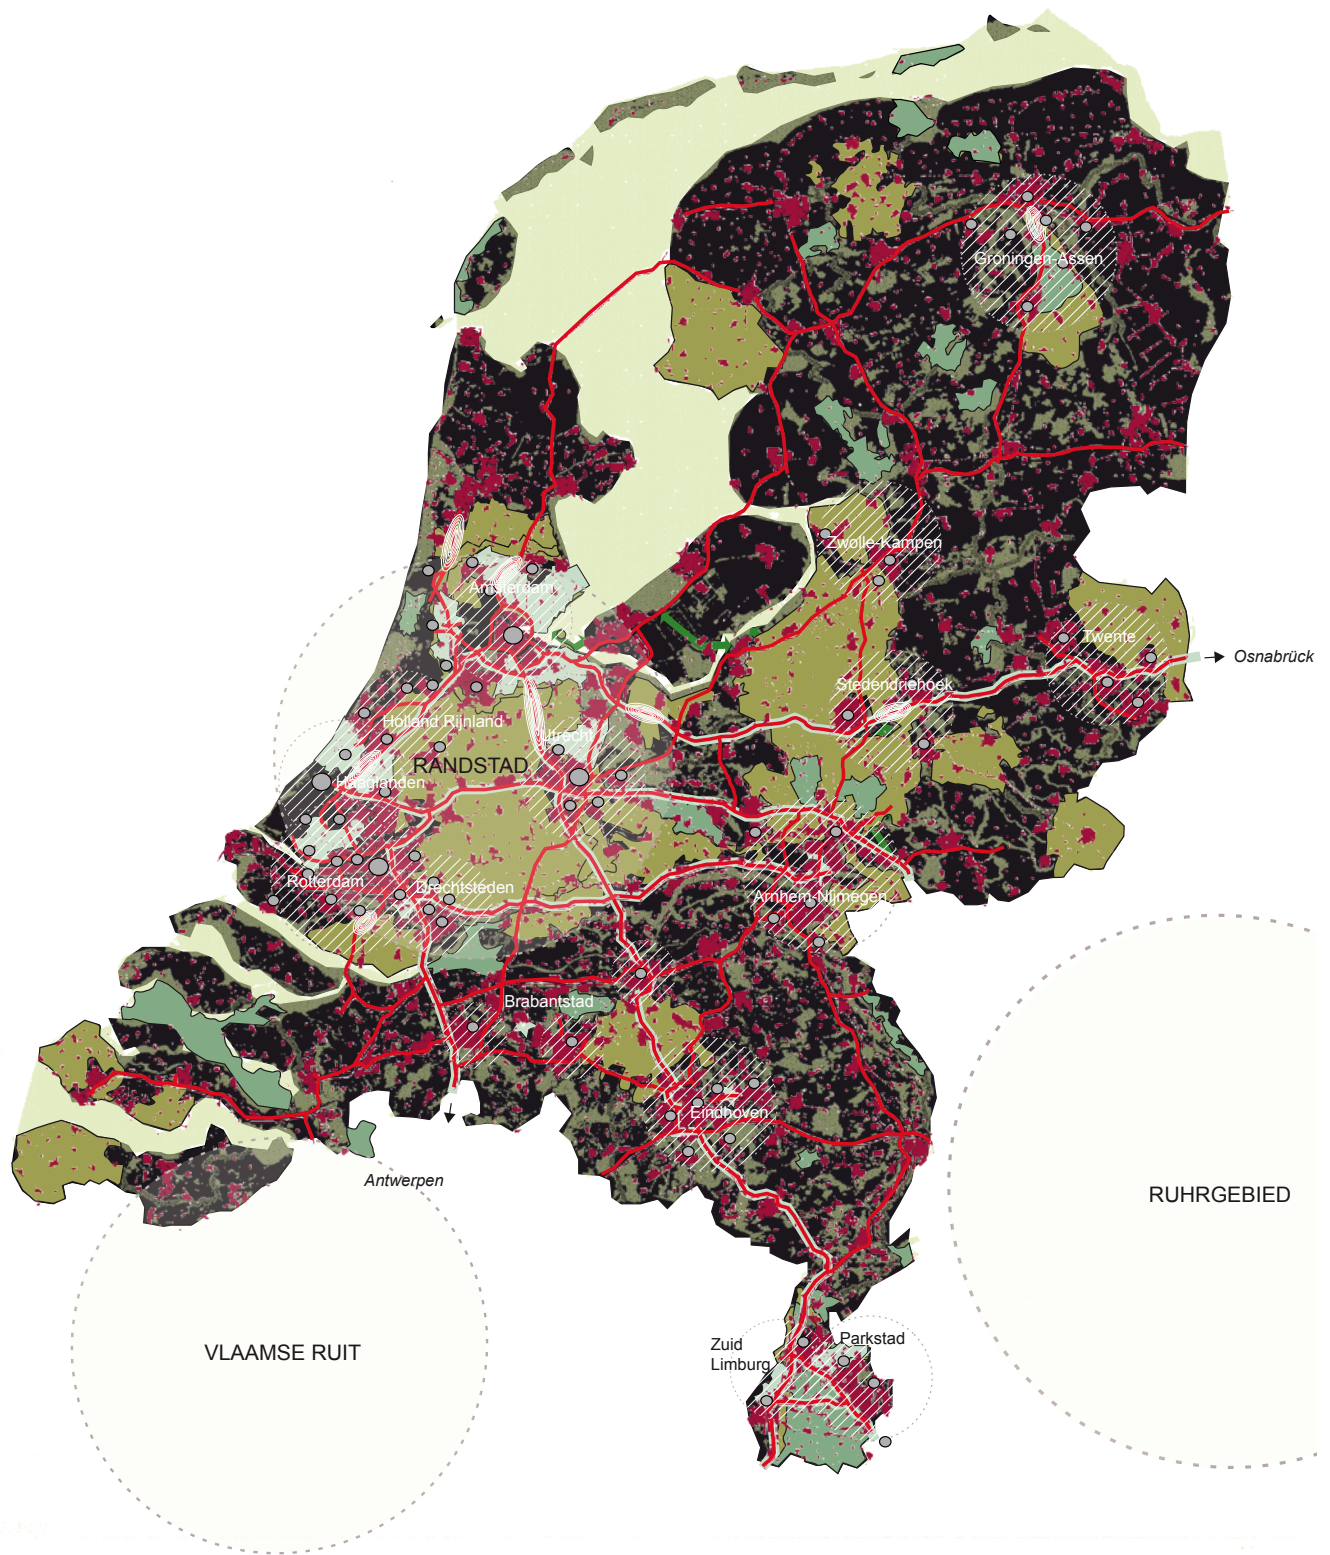 Groningen-Assen
Zwolle-Kampen
Amsterdam
Twente
Osnabrück
Stedendriehoek
Holland Rijnland
Utrecht
RANDSTAD
Haaglanden
Rotterdam
Drechtsteden
Arnhem-Nijmegen
Brabantstad
Eindhoven
Antwerpen
RUHRGEBIED
VLAAMSE RUIT
Zuid
Limburg
Parkstad